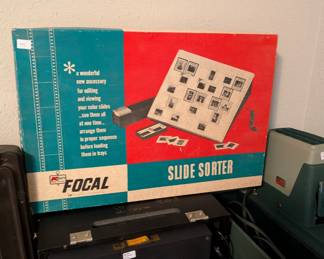 * a wonderful
new accessory
for editing
and viewing
your color slides
...see them all
at one time...
arrange them
in proper sequence
before loading
them in trays.
FOCAL
SLIDE SORTER